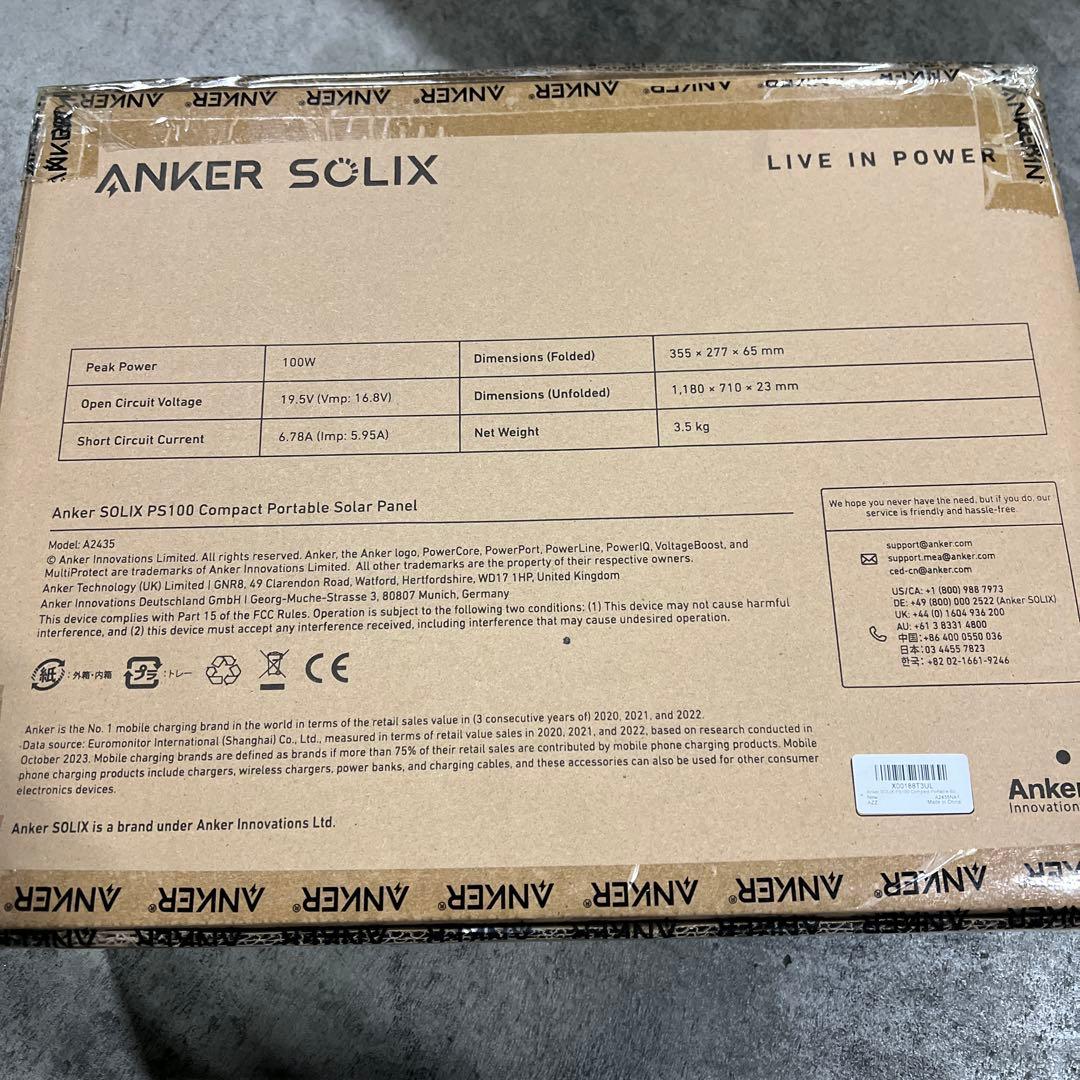 ANKER ANKER® ANKER® ANKER® ANKER® ANKER® ANKER®
ANKER SOLIX
LIVE IN POWER
Peak Power 100W Dimensions (Folded) 355 × 277 × 65 mm
Open Circuit Voltage 19.5V (Vmp: 16.8V) Dimensions (Unfolded) 1,180 × 710 × 23 mm
Short Circuit Current 6.78A (Imp: 5.95A) Net Weight 3.5 kg
Anker SOLIX PS100 Compact Portable Solar Panel
Model: A2435
© Anker Innovations Limited. All rights reserved. Anker, the Anker logo, PowerCore, PowerPort, PowerLine, PowerIQ, VoltageBoost, and
MultiProtect are trademarks of Anker Innovations Limited. All other trademarks are the property of their respective owners.
Anker Technology (UK) Limited I GNR8, 49 Clarendon Road, Watford, Hertfordshire, WD17 1HP, United Kingdom
Anker Innovations Deutschland GmbH I Georg-Muche-Strasse 3, 80807 Munich, Germany
This device complies with Part 15 of the FCC Rules. Operation is subject to the following two conditions: (1) This device may not cause harmful
interference, and (2) this device must accept any interference received, including interference that may cause undesired operation.
We hope you never have the need, but if you do, our
service is friendly and hassle-free.
support@anker.com
support.mea@anker.com
ced-cn@anker.com
US/CA: +1 (800) 988 7973
DE: +49 (800) 000 2522 (Anker SOLIX)
UK: +44 (0) 1604 936 200
AU: +61 3 8331 4800
中国: +86 400 0550 036
日本: 03 4455 7823
한국: +82 02-1661-9246
紙 :外箱·内箱 プラ :トレー CE
Anker is the No. 1 mobile charging brand in the world in terms of the retail sales value in (3 consecutive years of) 2020, 2021, and 2022.
Data source: Euromonitor International (Shanghai) Co., Ltd., measured in terms of retail value sales in 2020, 2021, and 2022, based on research conducted in
October 2023. Mobile charging brands are defined as brands if more than 75% of their retail sales are contributed by mobile phone charging products. Mobile
phone charging products include chargers, wireless chargers, power banks, and charging cables, and these accessories can also be used for other consumer
electronics devices.
Anker SOLIX is a brand under Anker Innovations Ltd.
X00188T3UL
Anker SOLIX PS100 Compact Portable
New A2435NA1
AZZ Made in China
Anker
Innovation
ANKER® ANKER® ANKER® ANKER® ANKER® ANKER® ANKER®